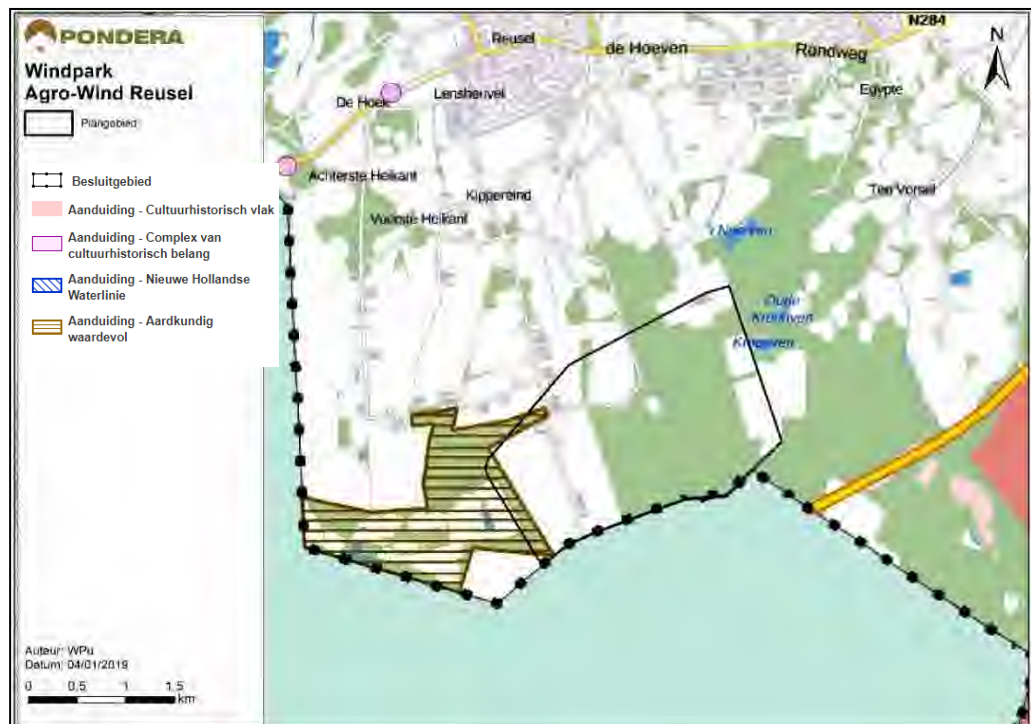 PONDERA
Windpark
Agro-Wind Reusel
Plangebied
Besluitgebied
Aanduiding - Cultuurhistorisch vlak
Aanduiding - Complex van
cultuurhistorisch belang
Aanduiding - Nieuwe Hollandse
Waterlinie
Aanduiding - Aardkundig
waardevol
Auteur: WPu
Datum: 04/01/2019
0 0,5 1 1,5
km
N284
N
Reusel
de Hoeven
Randweg
De Hoek
Lensheuvel
Egypte
Achterste Heikant
Kippereind
Ten Vorsel
Voorste Heikant
Oude